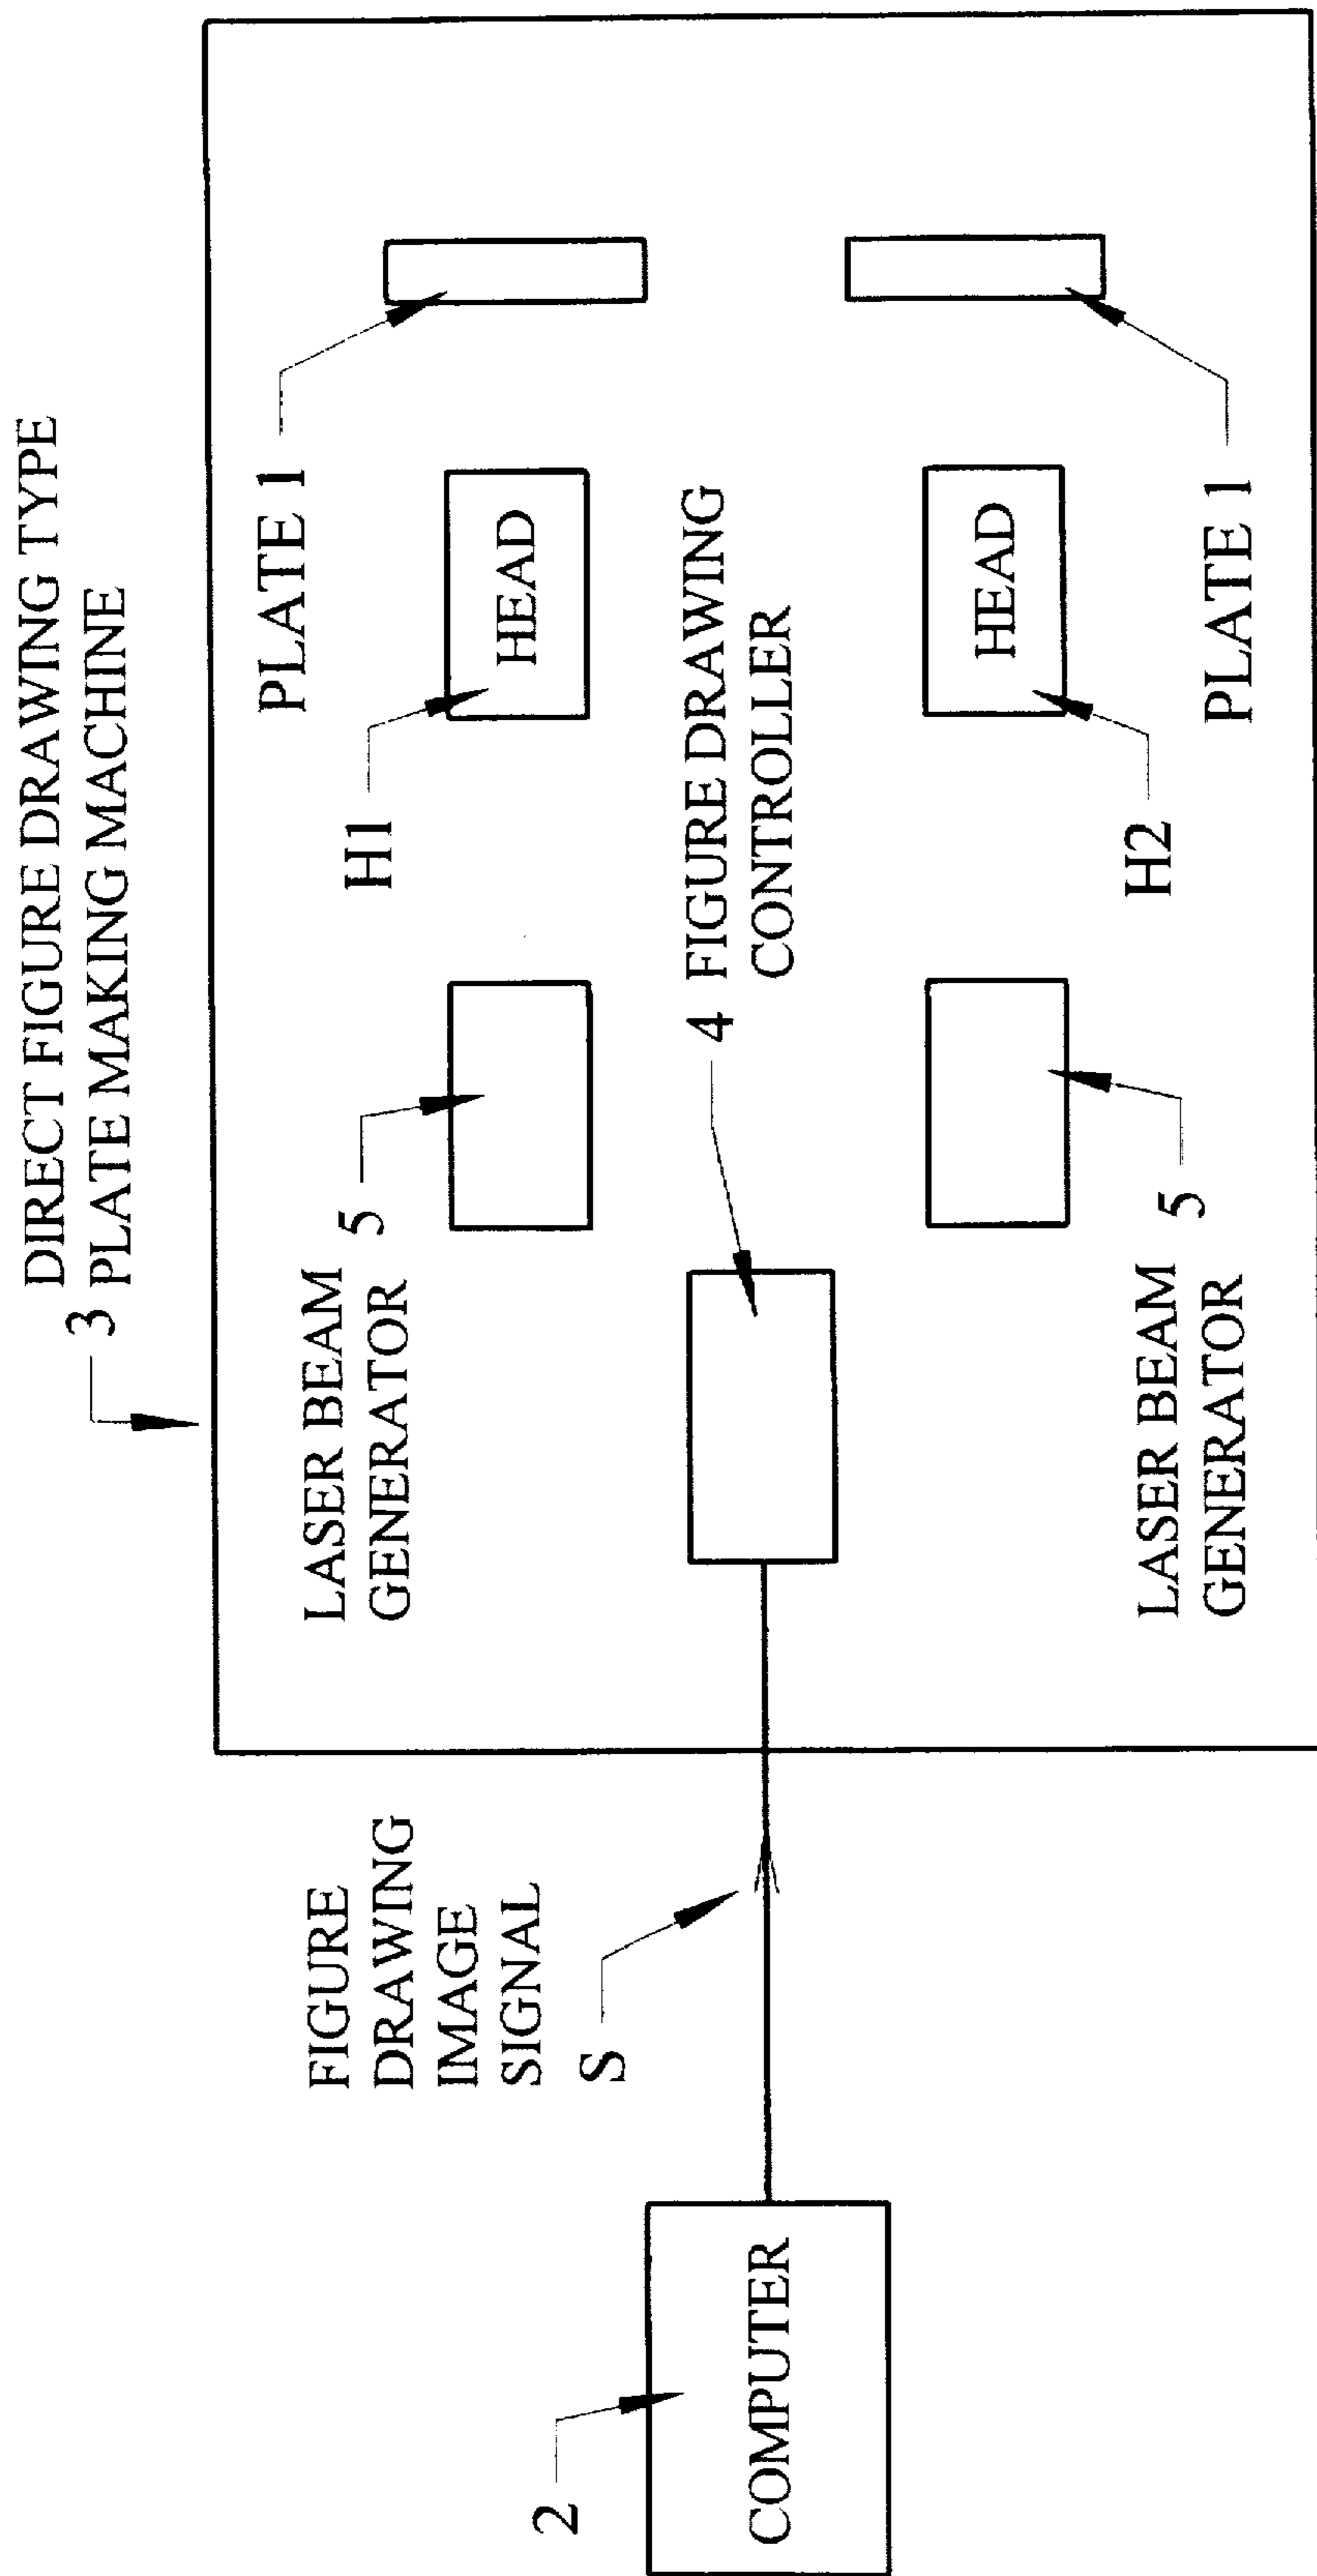 DIRECT FIGURE DRAWING TYPE
3 PLATE MAKING MACHINE
FIGURE
DRAWING
IMAGE
SIGNAL
S
2
COMPUTER
LASER BEAM
GENERATOR 5
H1
HEAD
PLATE 1
4 FIGURE DRAWING
CONTROLLER
LASER BEAM 5
GENERATOR
H2
HEAD
PLATE 1